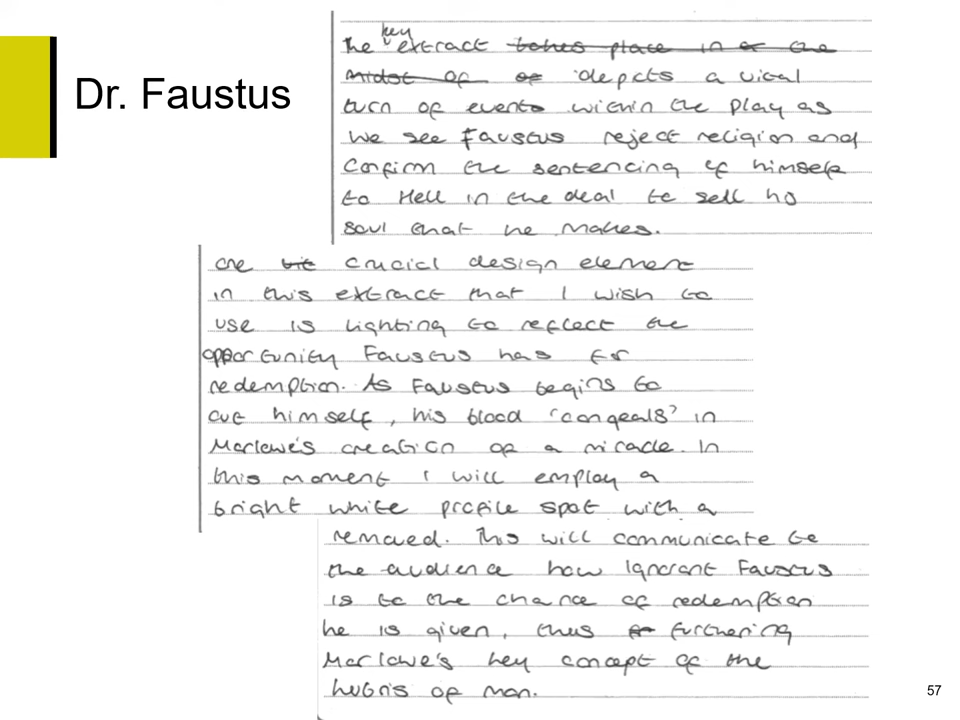 Dr. Faustus
The key extract takes place in a the
midst of of depicts a vital
turn of events within the play as
we see Faustus reject religion and
confirm the sentencing of himself
to Hell in the deal to sell his
soul that he makes.
One bit crucial design element
in this extract that I wish to
use is lighting to reflect the
opportunity Faustus has for
redemption. As Faustus begins to
cut himself, his blood 'congeals' in
Marlowe's creation of a miracle. In
this moment I will employ a
bright white profile spot with a
removed. This will communicate to
the audience how ignorant Faustus
is to the chance of redemption
he is given, thus furthering
Marlowe's key concept of the
hubris of man.
57